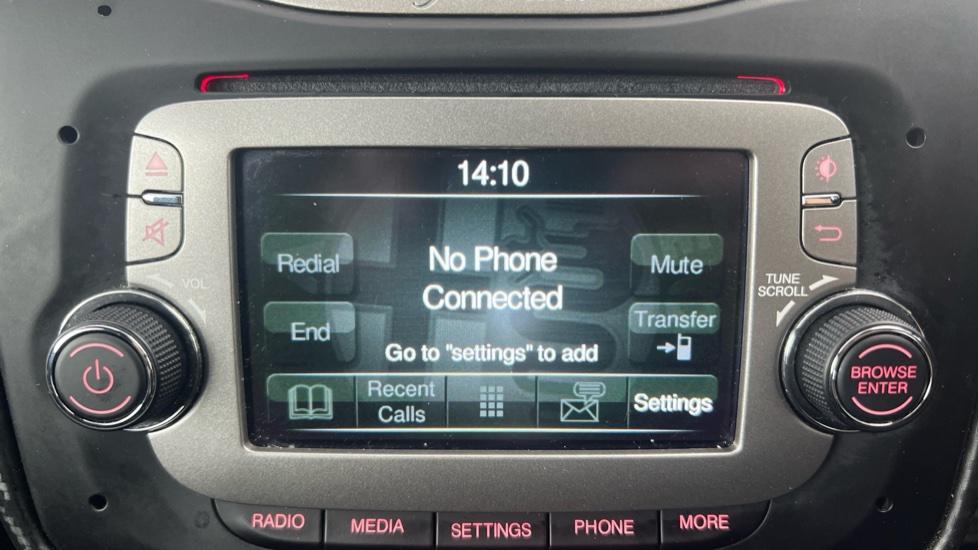 14:10
Redial
No Phone
Connected
Mute
End
Transfer
Go to "settings" to add
Recent
Calls
Settings
VOL
TUNE
SCROLL
BROWSE
ENTER
RADIO
MEDIA
SETTINGS
PHONE
MORE